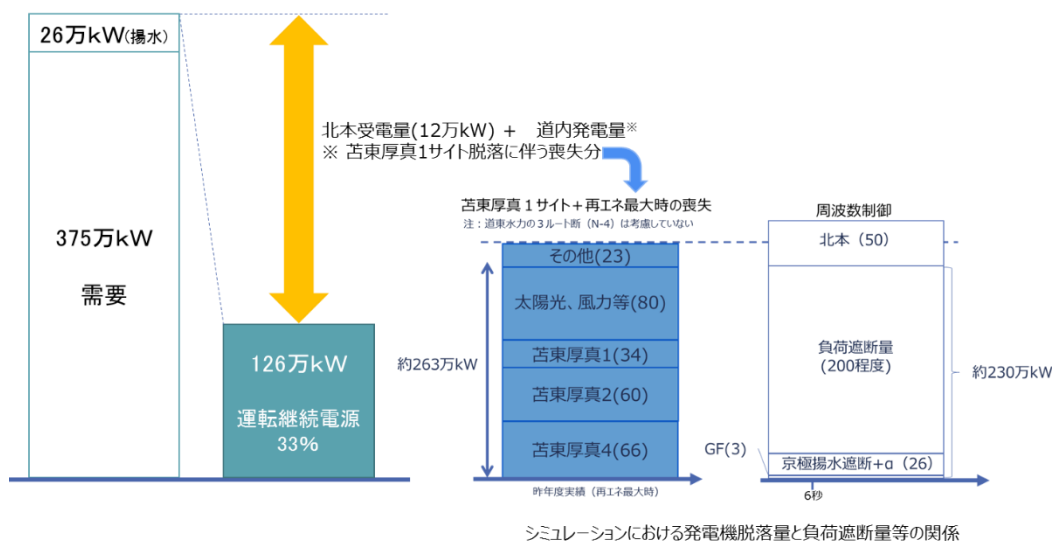 26万kW(揚水)
375万kW
需要
126万kW
運転継続電源
33%
北本受電量(12万kW) + 道内発電量※
※ 苫東厚真1サイト脱落に伴う喪失分
苫東厚真1サイト+再エネ最大時の喪失
注：道東水力の3ルート断（N-4）は考慮していない
その他(23)
太陽光、風力等(80)
苫東厚真1(34)
苫東厚真2(60)
苫東厚真4(66)
約263万kW
昨年度実績（再エネ最大時）
周波数制御
北本（50）
負荷遮断量
(200程度)
京極揚水遮断+α（26）
GF(3)
約230万kW
6秒
シミュレーションにおける発電機脱落量と負荷遮断量等の関係